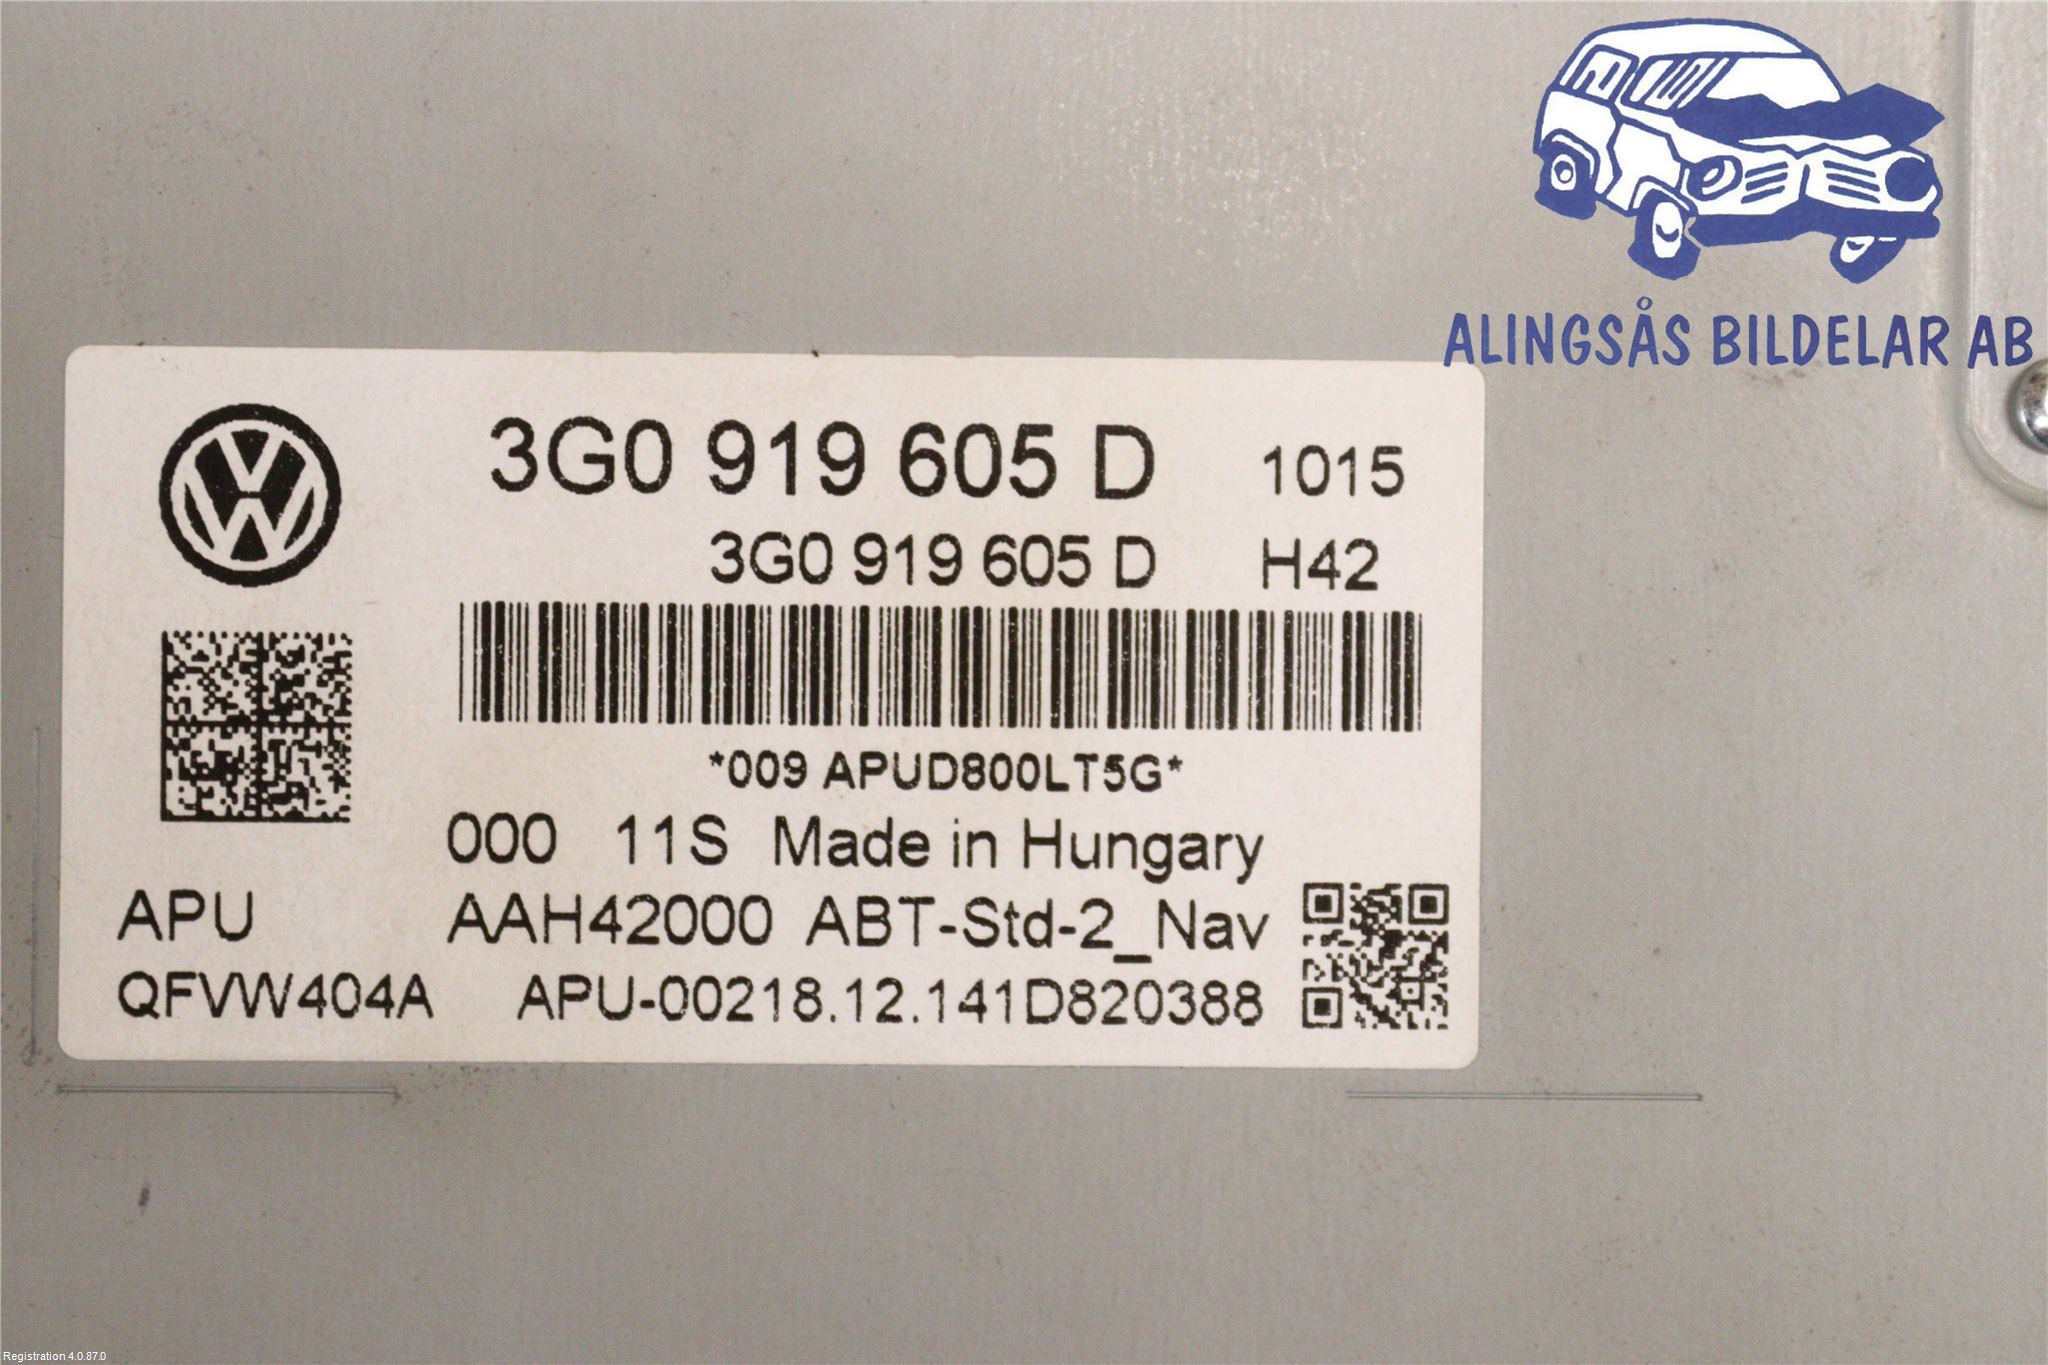 ALINGSÅS BILDELAR AB
3G0 919 605 D 1015
3G0 919 605 D H42
*009 APUD800LT5G*
000 11S Made in Hungary
APU AAH42000 ABT-Std-2_Nav
QFVW404A APU-00218.12.141D820388
Registration 4.0.87.0